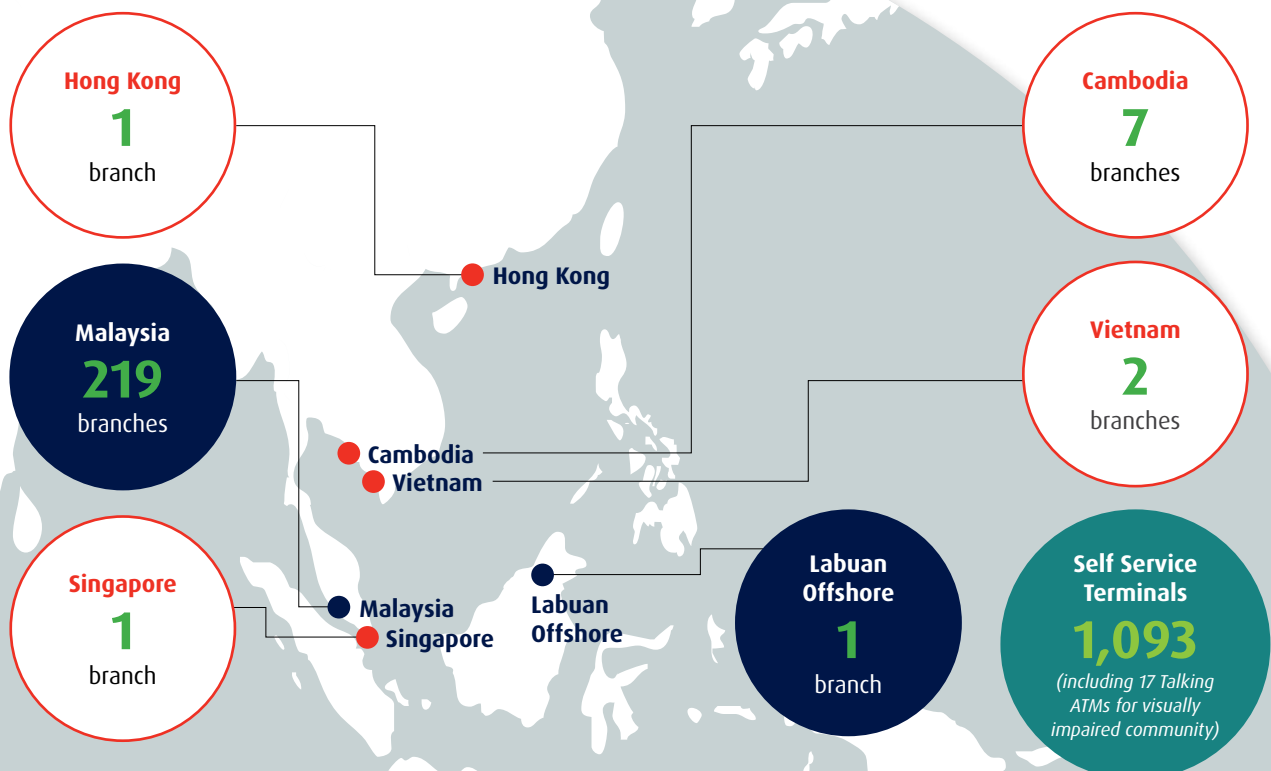 Hong Kong
1
branch
Cambodia
7
branches
Hong Kong
Malaysia
219
branches
Vietnam
2
branches
Cambodia
Vietnam
Singapore
1
branch
Malaysia
Singapore
Labuan
Offshore
Labuan
Offshore
1
branch
Self Service
Terminals
1,093
(including 17 Talking
ATMs for visually
impaired community)